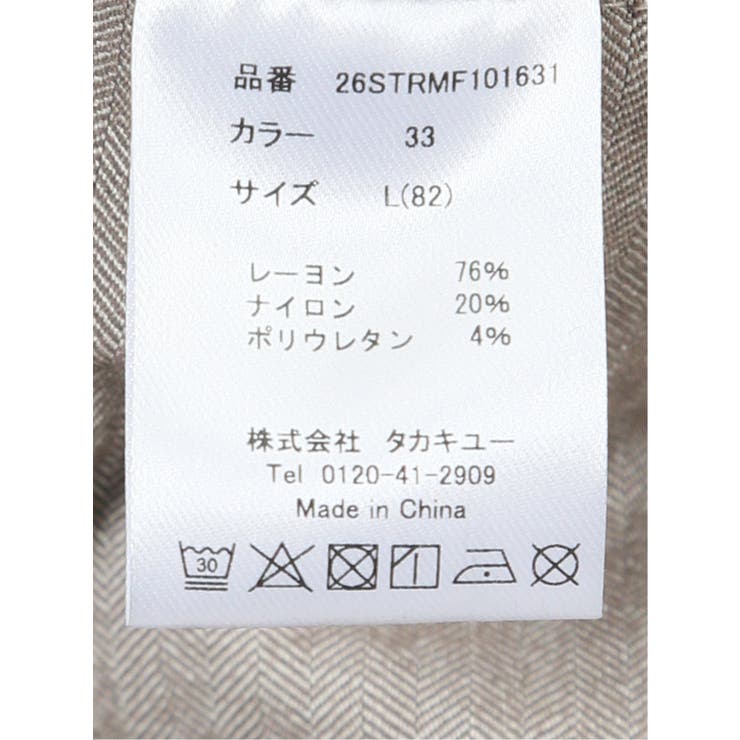 品番 26STRMF101631
カラー 33
サイズ L(82)
レーヨン 76%
ナイロン 20%
ポリウレタン 4%
株式会社 タカキュー
Tel 0120-41-2909
Made in China
30